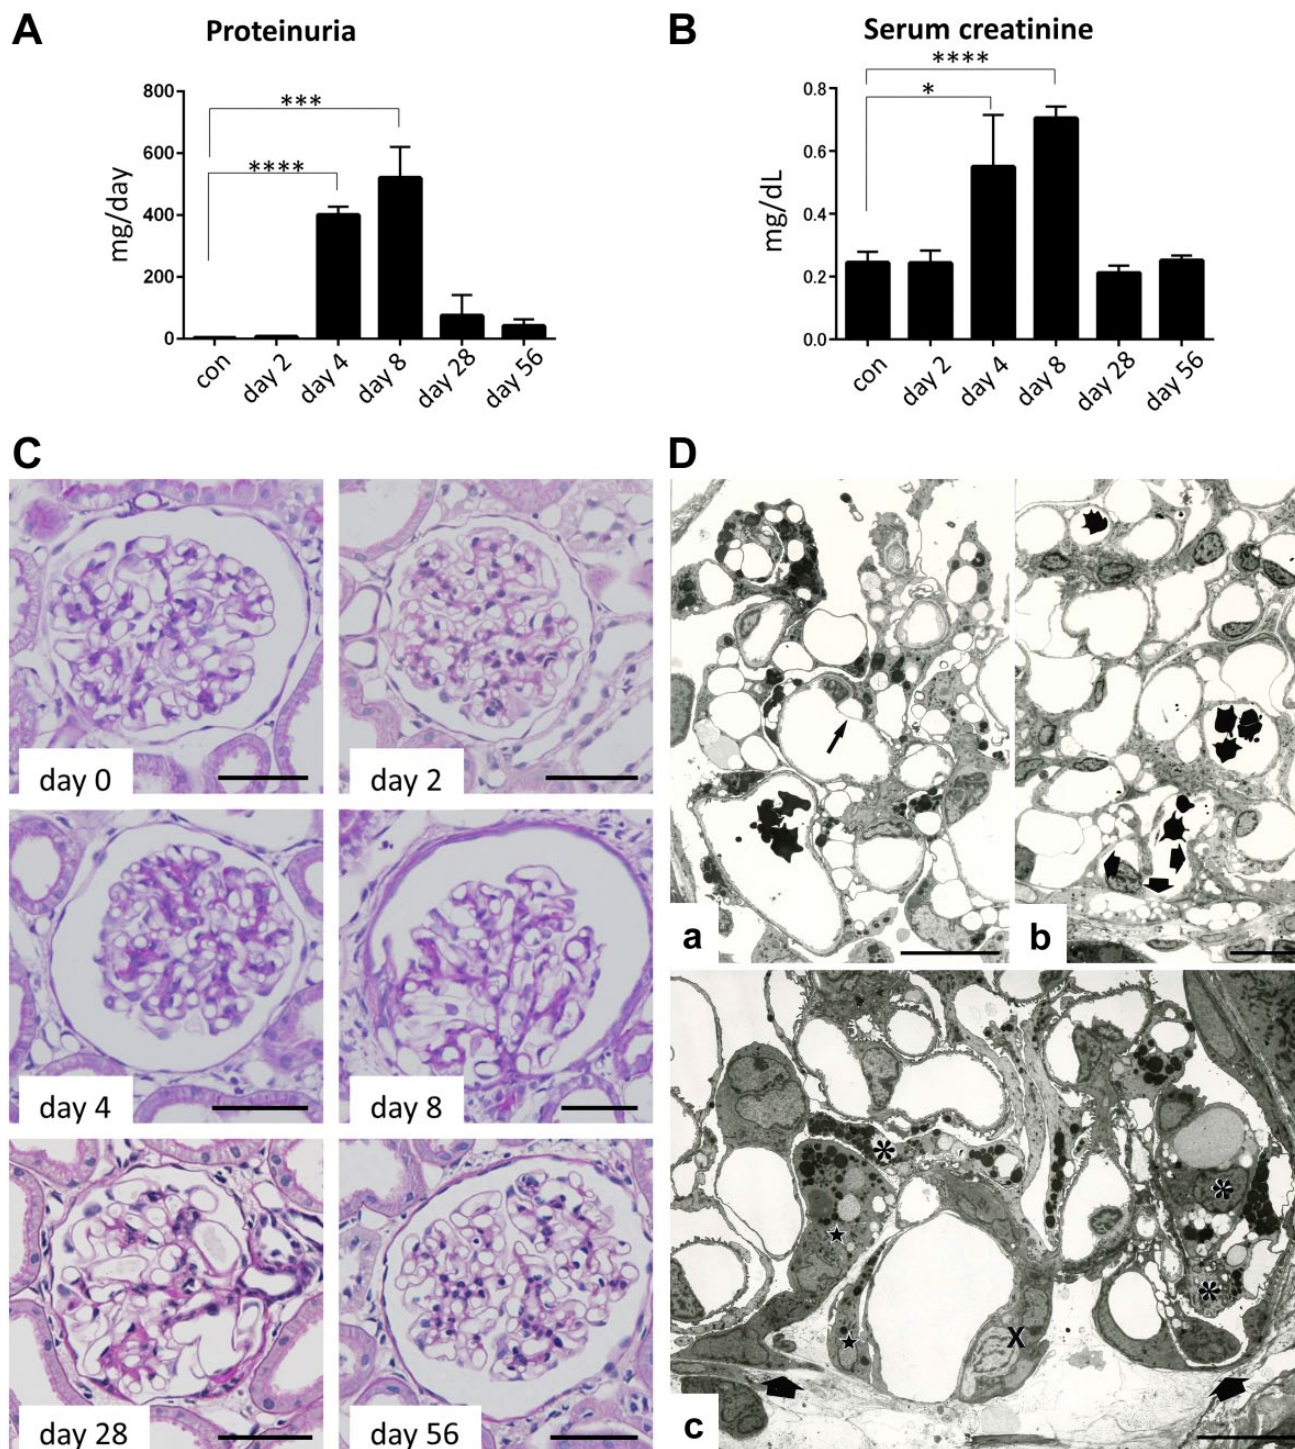 A
Proteinuria
mg/day
800
600
400
200
0
***
****
con
day 2
day 4
day 8
day 28
day 56
B
Serum creatinine
mg/dL
0.8
0.6
0.4
0.2
0.0
****
*
con
day 2
day 4
day 8
day 28
day 56
C
day 0
day 2
day 4
day 8
day 28
day 56
D
a
b
*
*
*
X
c